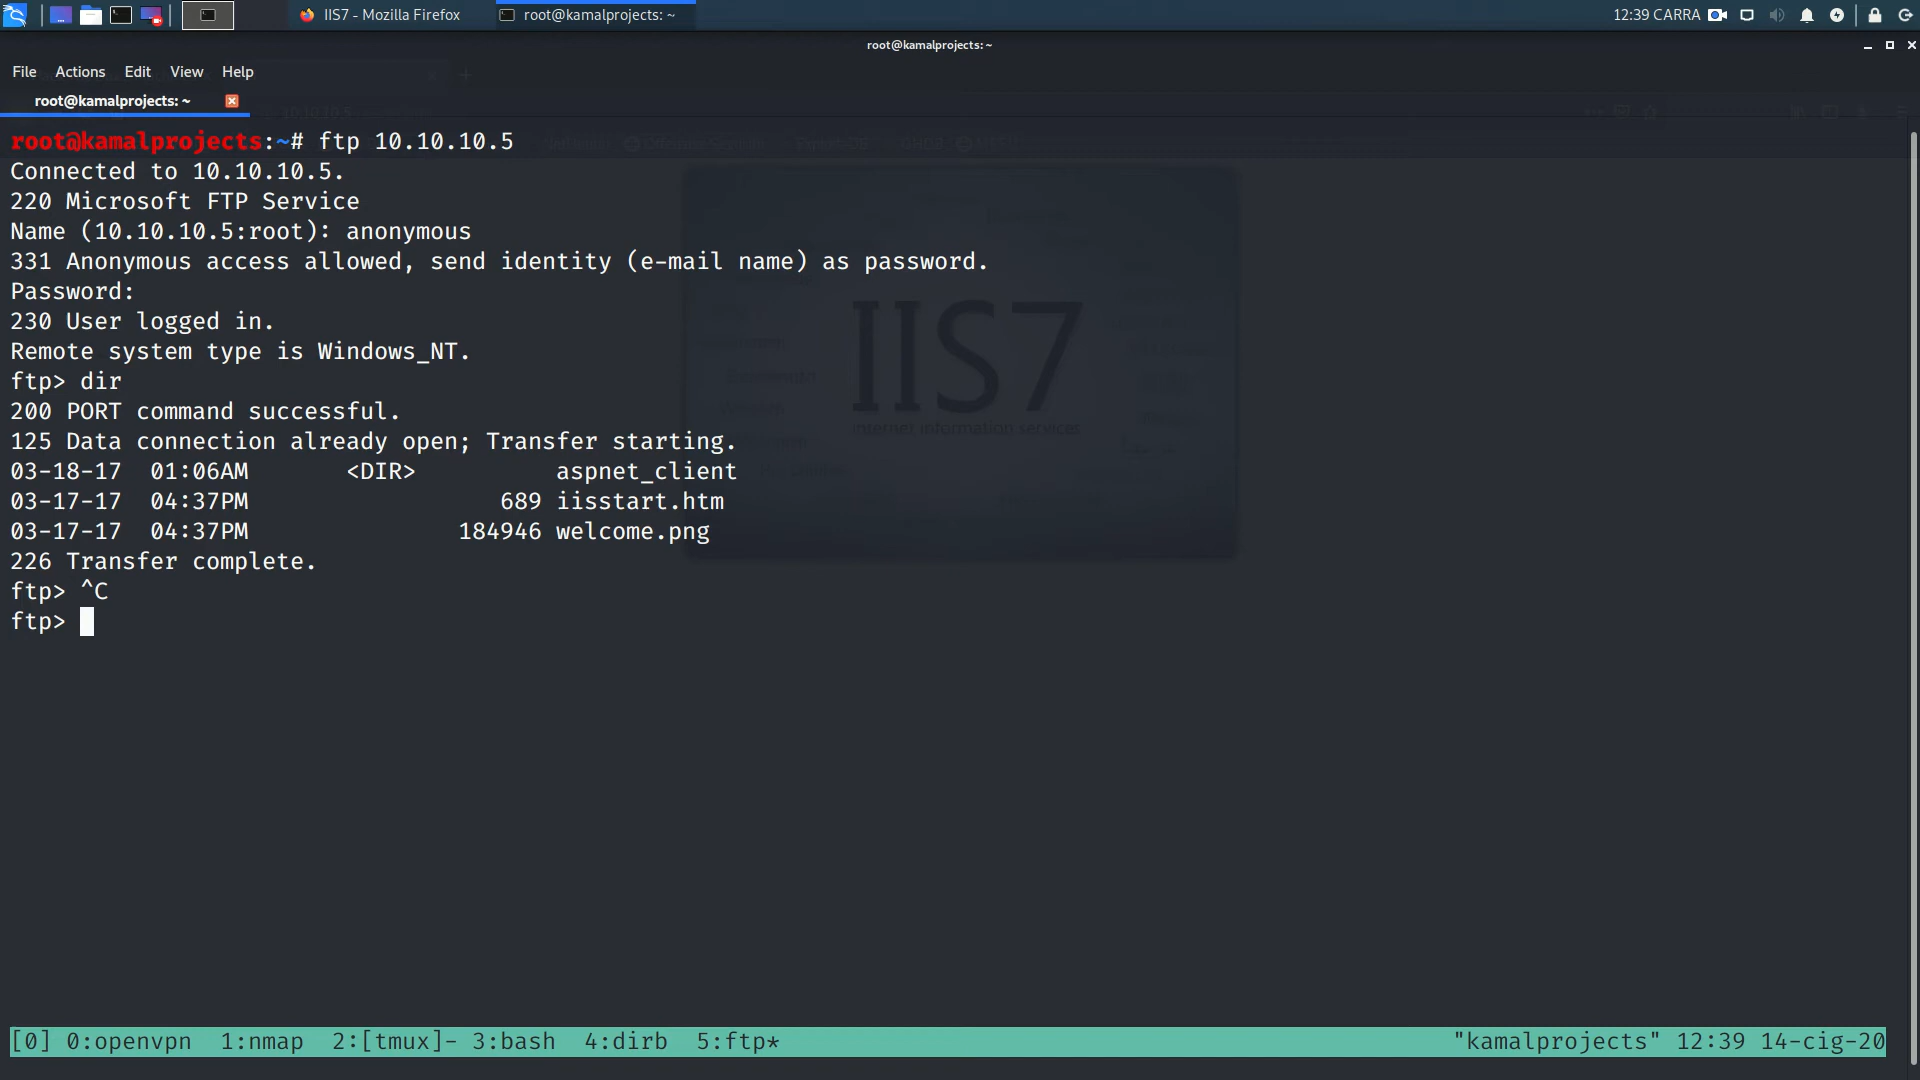 IIS7 - Mozilla Firefox
root@kamalprojects: ~
12:39 CARRA
root@kamalprojects: ~
File Actions Edit View Help
root@kamalprojects: ~
root@kamalprojects:~# ftp 10.10.10.5
Connected to 10.10.10.5.
220 Microsoft FTP Service
Name (10.10.10.5:root): anonymous
331 Anonymous access allowed, send identity (e-mail name) as password.
Password:
230 User logged in.
Remote system type is Windows_NT.
ftp> dir
200 PORT command successful.
125 Data connection already open; Transfer starting.
03-18-17  01:06AM       <DIR>          aspnet_client
03-17-17  04:37PM                  689 iisstart.htm
03-17-17  04:37PM               184946 welcome.png
226 Transfer complete.
ftp> ^C
ftp>
IIS7
internet information services
[0] 0:openvpn  1:nmap  2:[tmux]- 3:bash  4:dirb  5:ftp*
"kamalprojects" 12:39 14-cig-20